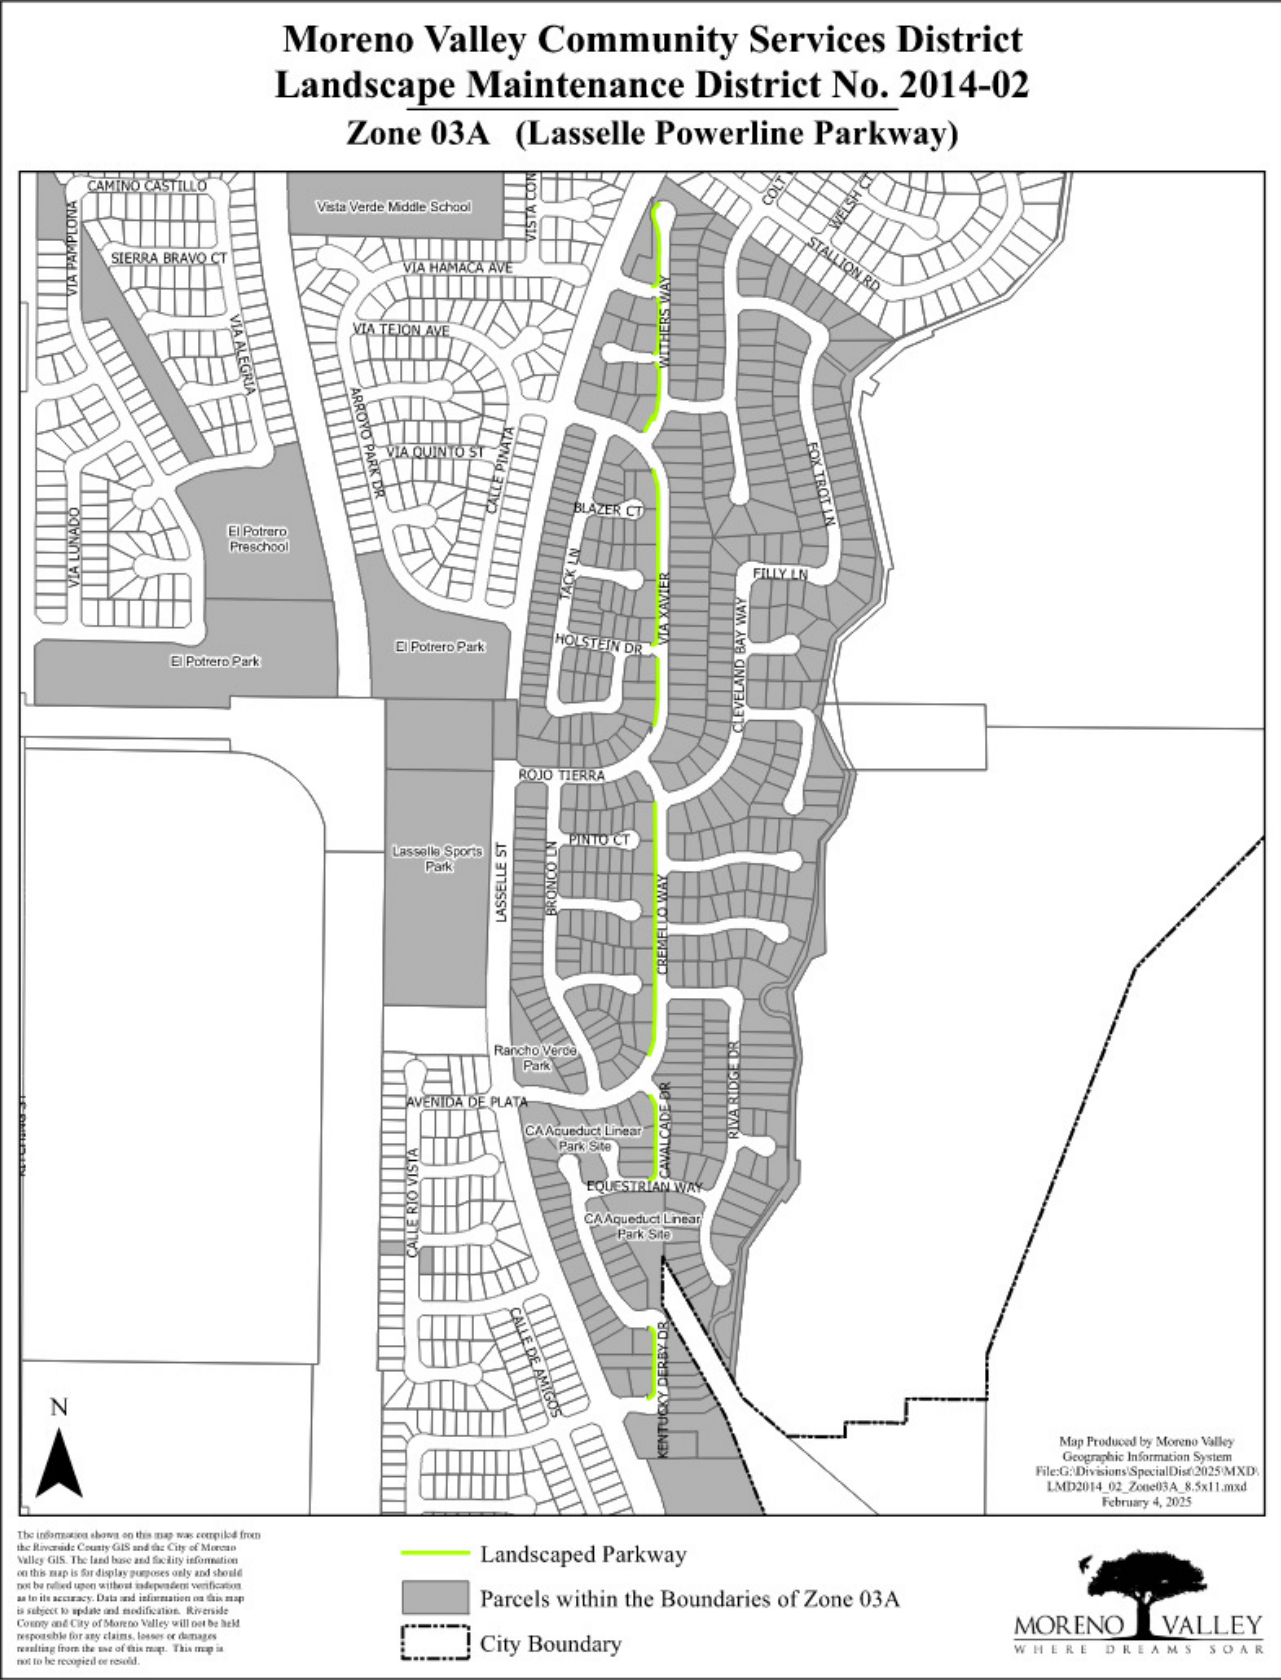 Moreno Valley Community Services District
Landscape Maintenance District No. 2014-02
Zone 03A (Lasselle Powerline Parkway)
CAMINO CASTILLO
Vista Verde Middle School
VISTA CON
COLT
WELSH CT
VIA PAMPLONA
SIERRA BRAVO CT
VIA HAMACA AVE
STALLION RD
VIA ALEGRIA
VIA TEJON AVE
WITHERS WAY
ARROYO PARK DR
VIA QUINTO ST
CALLE PINATA
FOX TROT LN
BLAZER CT
VIA LUNADO
El Potrero
Preschool
TACK LN
FILLY LN
VIA XAVIER
CLEVELAND BAY WAY
El Potrero Park
El Potrero Park
HOLSTEIN DR
ROJO TIERRA
Lasselle Sports
Park
LASSELLE ST
BRONCO LN
PINTO CT
CREMELLO WAY
Rancho Verde
Park
AVENIDA DE PLATA
CAVALCADE DR
RIVA RIDGE DR
CA Aqueduct Linear
Park Site
EQUESTRIAN WAY
CA Aqueduct Linear
Park Site
CALLE RIO VISTA
CALLE DE AMIGOS
KENTUCKY DERBY DR
N
Map Produced by Moreno Valley
Geographic Information System
File:G:\Divisions\SpecialDist\2025\MXD\
LMD2014_02_Zone03A_8.5x11.mxd
February 4, 2025
The information shown on this map was compiled from
the Riverside County GIS and the City of Moreno
Valley GIS. The land base and facility information
on this map is for display purposes only and should
not be relied upon without independent verification
as to its accuracy. Data and information on this map
is subject to update and modification. Riverside
County and City of Moreno Valley will not be held
responsible for any claims, losses or damages
resulting from the use of this map. This map is
not to be recopied or resold.
Landscaped Parkway
Parcels within the Boundaries of Zone 03A
City Boundary
MORENO VALLEY
WHERE DREAMS SOAR